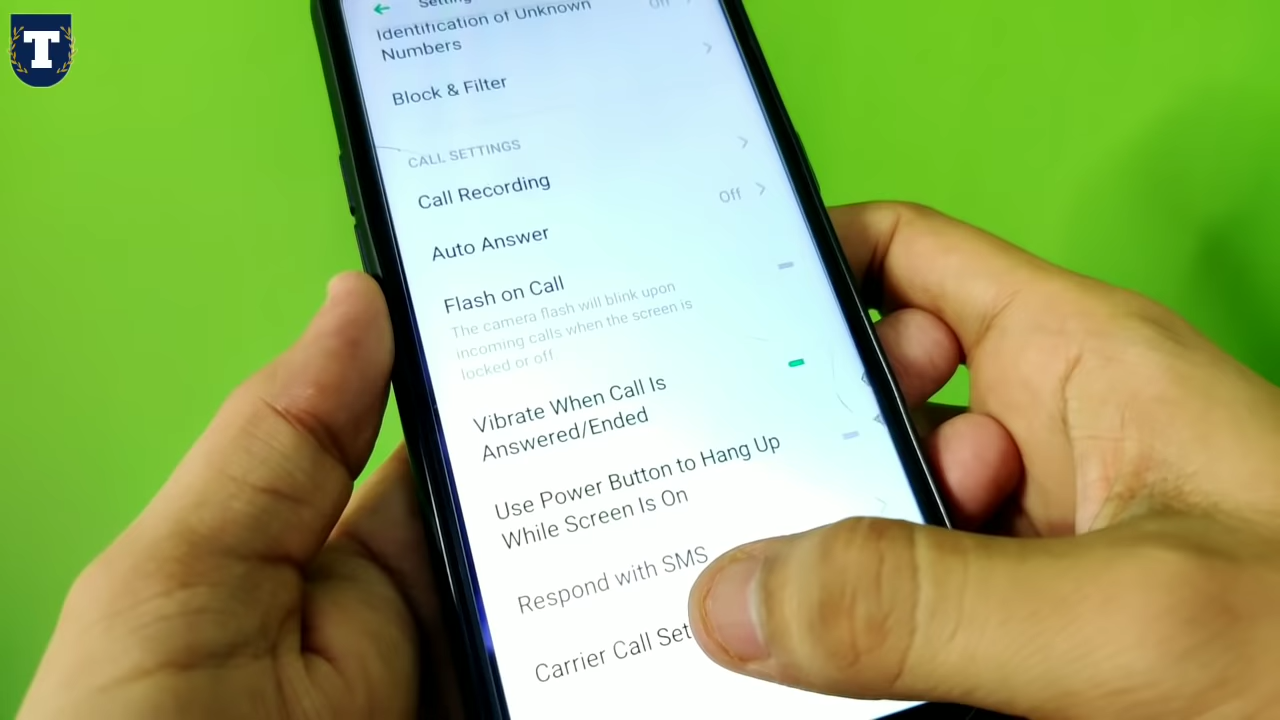 T
Identification of Unknown
Numbers
Off
Block & Filter
CALL SETTINGS
Call Recording
Auto Answer
Off
Flash on Call
The camera flash will blink upon
incoming calls when the screen is
locked or off
Vibrate When Call Is
Answered/Ended
Use Power Button to Hang Up
While Screen Is On
Respond with SMS
Carrier Call Set